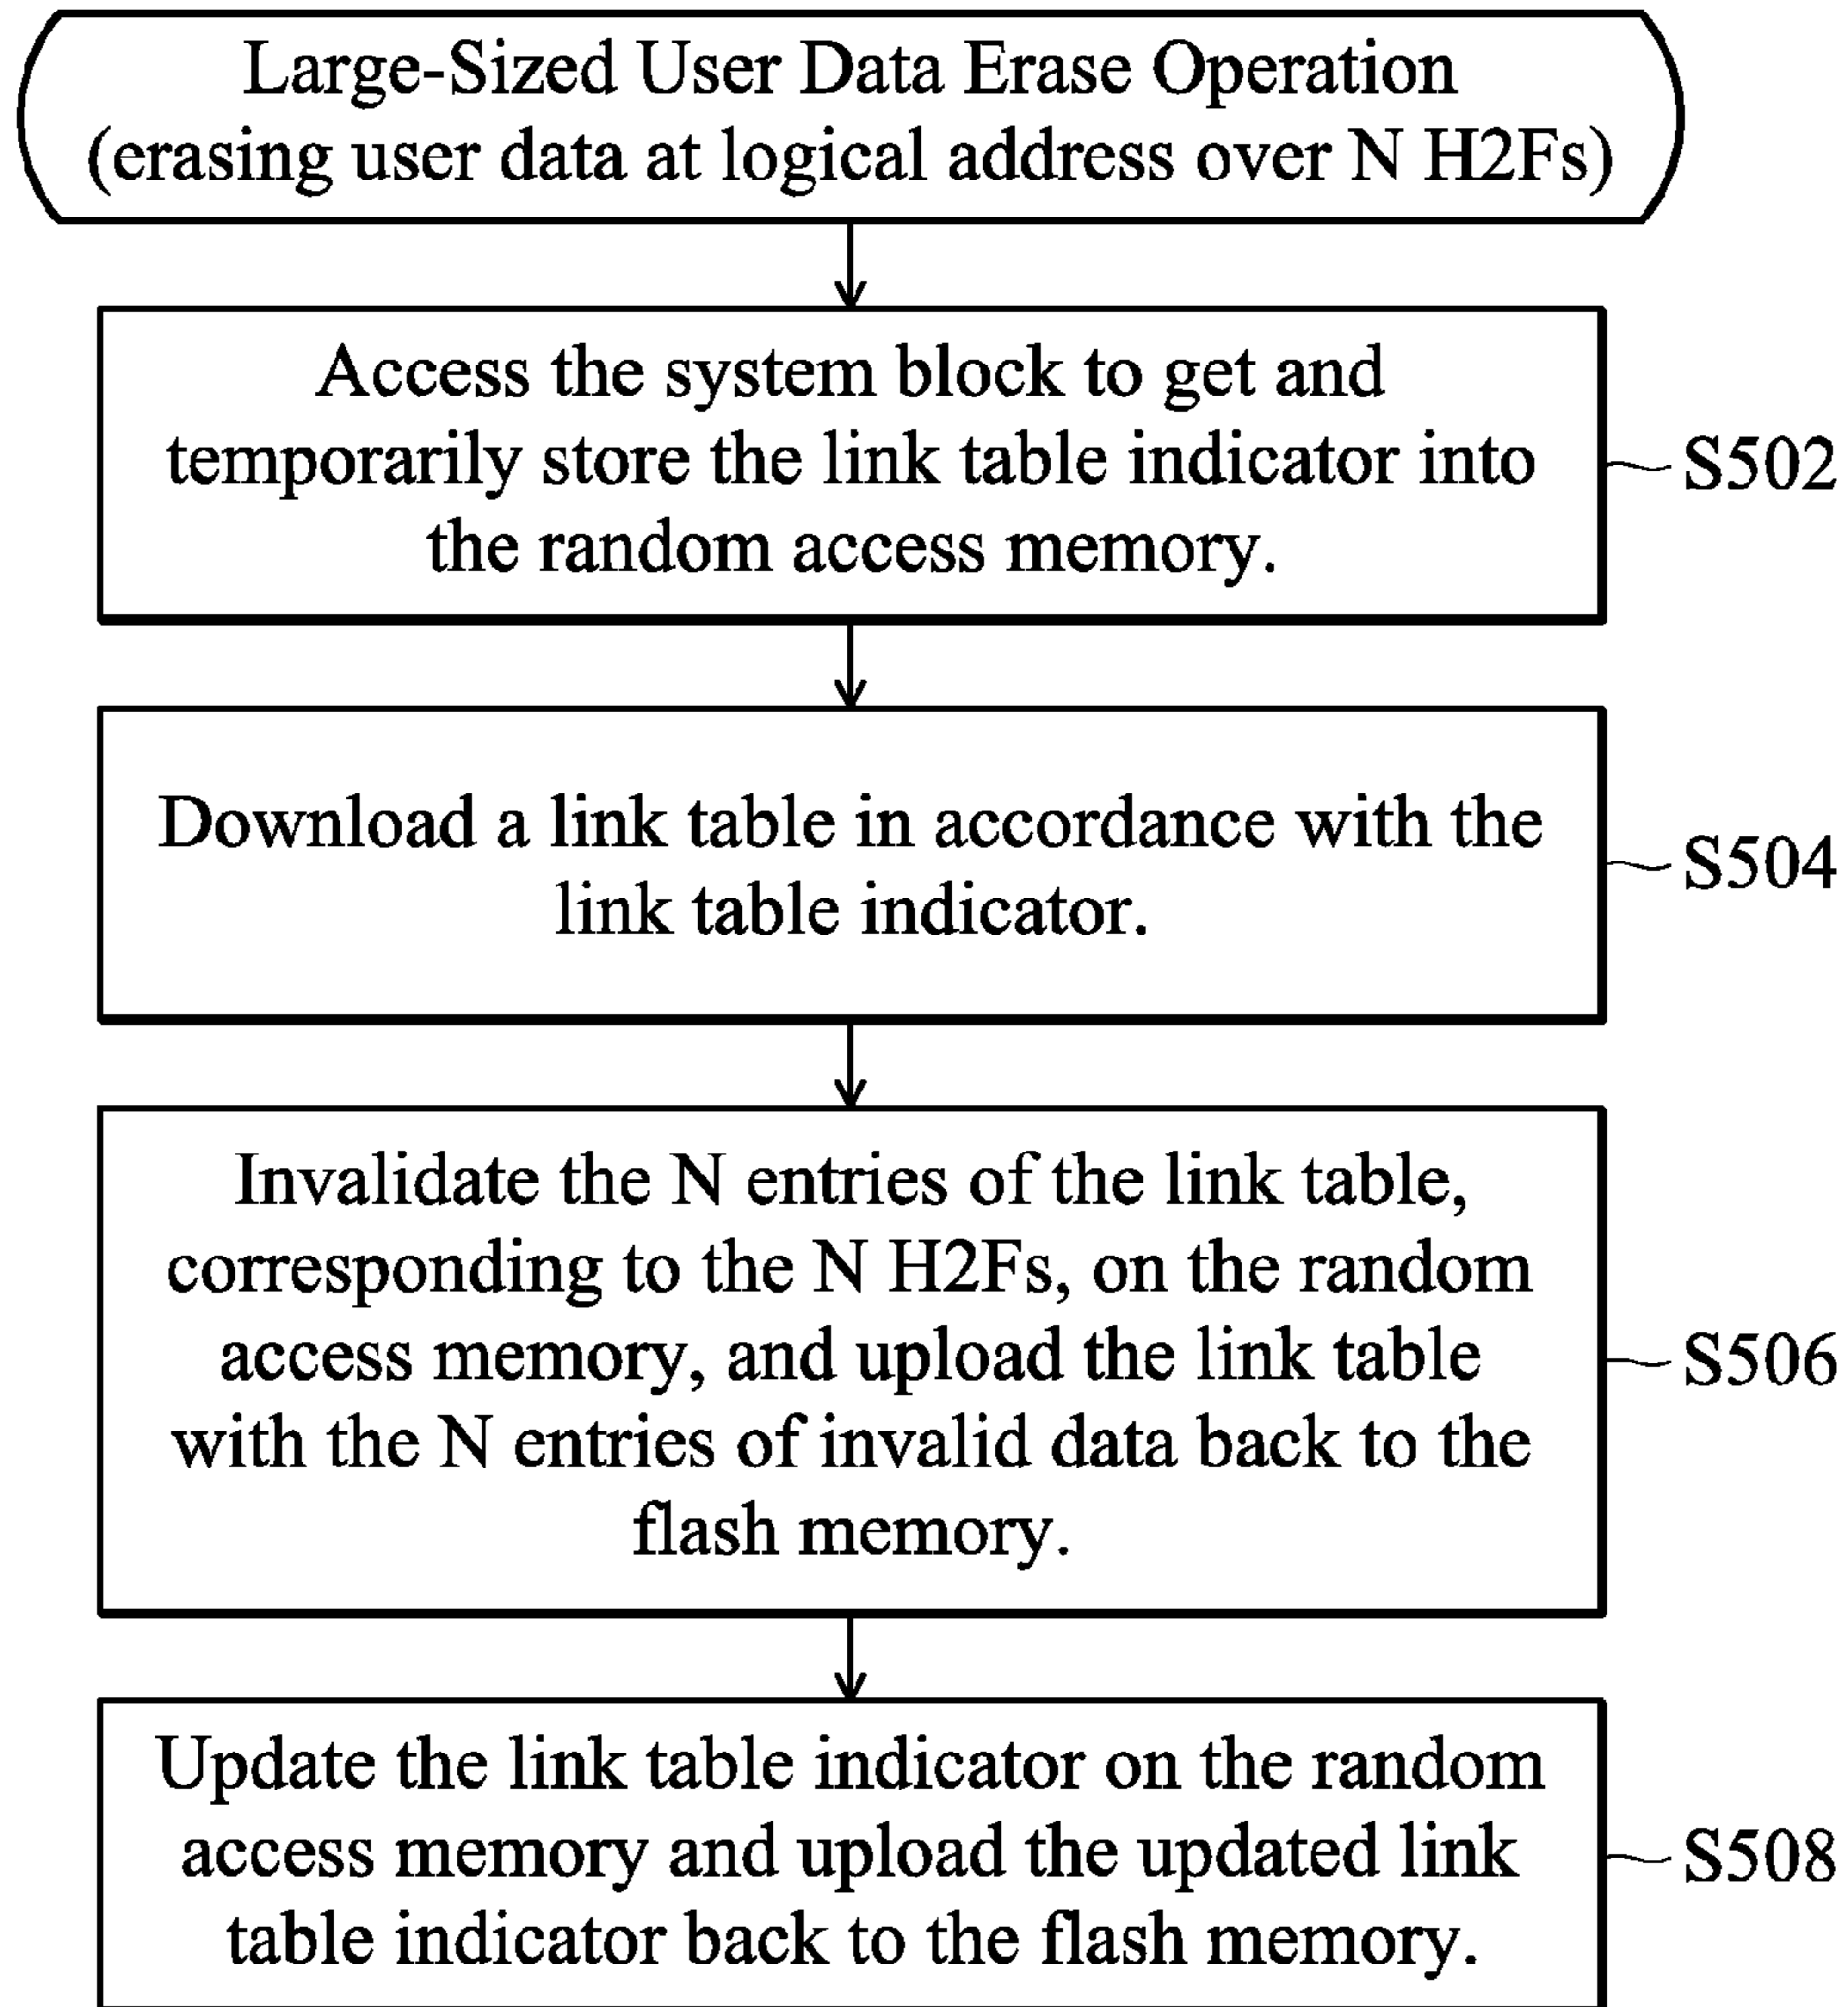 Large-Sized User Data Erase Operation
(erasing user data at logical address over N H2Fs)
Access the system block to get and
temporarily store the link table indicator into
the random access memory.
S502
Download a link table in accordance with the
link table indicator.
S504
Invalidate the N entries of the link table,
corresponding to the N H2Fs, on the random
access memory, and upload the link table
with the N entries of invalid data back to the
flash memory.
S506
Update the link table indicator on the random
access memory and upload the updated link
table indicator back to the flash memory.
S508